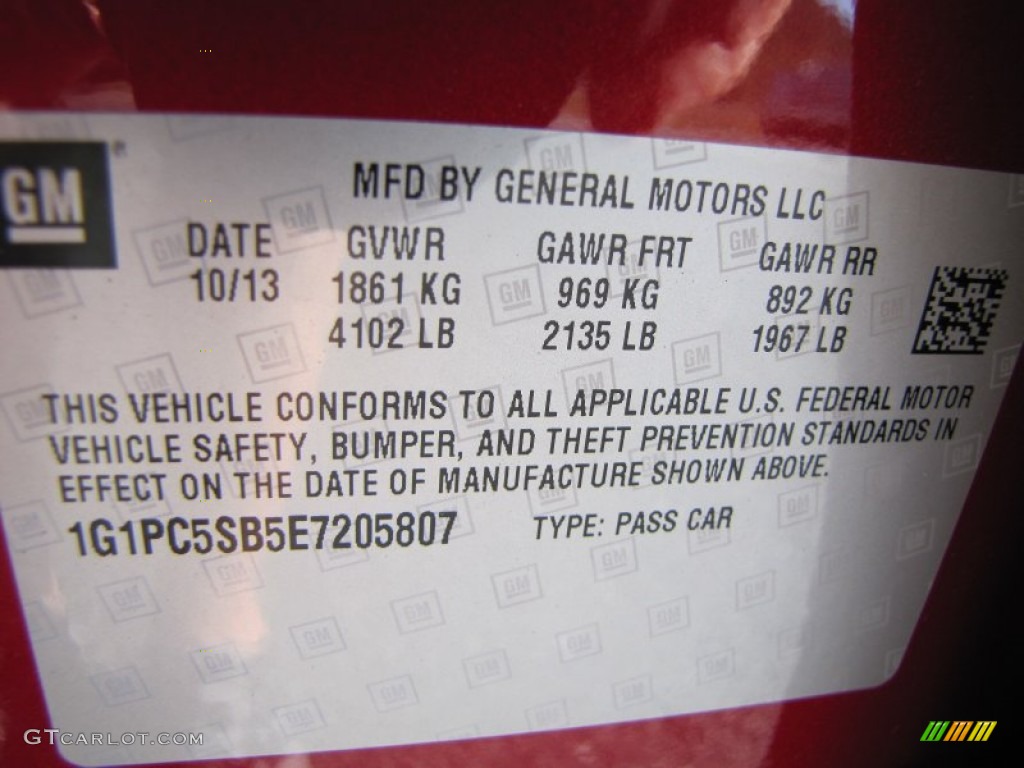 GM
MFD BY GENERAL MOTORS LLC
DATE GVWR GAWR FRT GAWR RR
10/13 1861 KG 969 KG 892 KG
4102 LB 2135 LB 1967 LB
THIS VEHICLE CONFORMS TO ALL APPLICABLE U.S. FEDERAL MOTOR
VEHICLE SAFETY, BUMPER, AND THEFT PREVENTION STANDARDS IN
EFFECT ON THE DATE OF MANUFACTURE SHOWN ABOVE.
1G1PC5SB5E7205807 TYPE: PASS CAR
GTcarlot.com